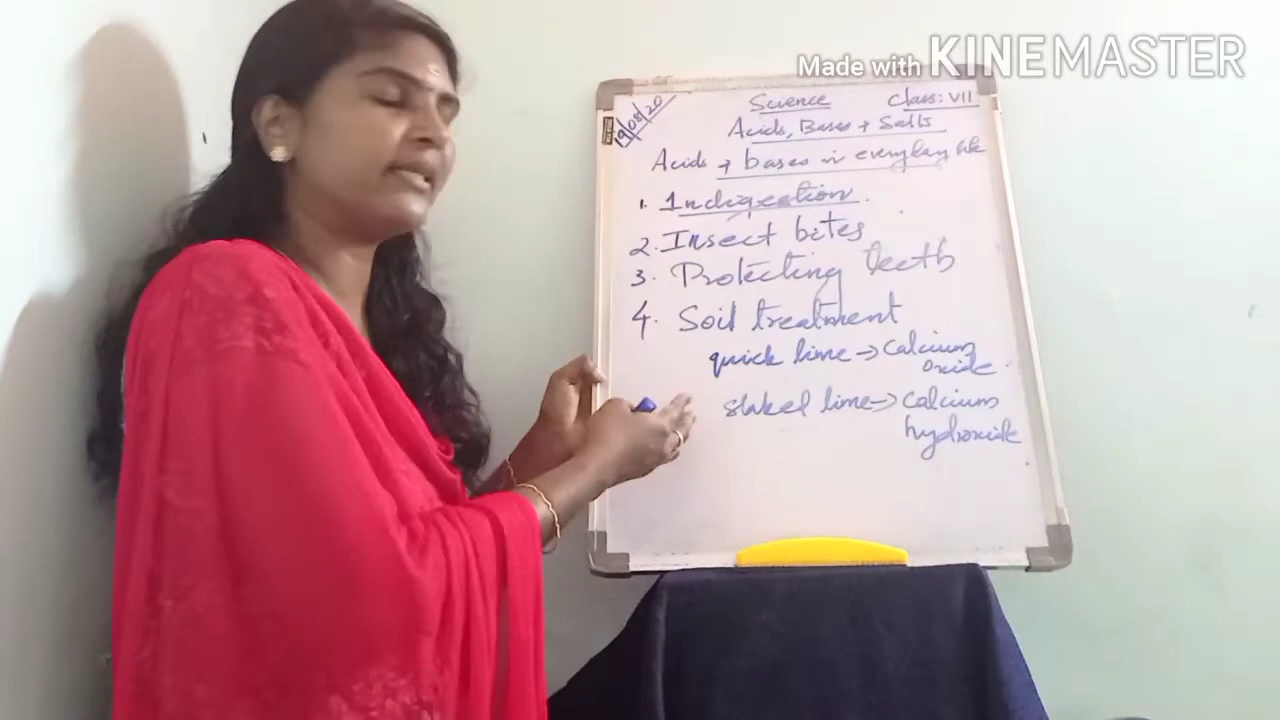 Made with KINEMASTER
19/08/20
Science Class: VII
Acids, Bases + Salts
Acids + bases in everyday life
1. Indigestion.
2. Insect bites
3. Protecting teeth
4. Soil treatment
quick lime → Calcium
oxide.
slaked lime → Calcium
hydroxide